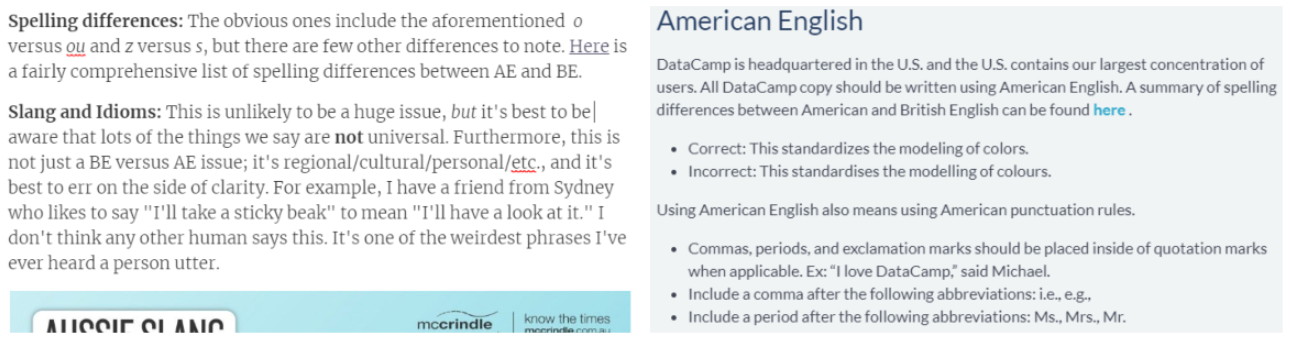 Spelling differences: The obvious ones include the aforementioned o
versus ou and z versus s, but there are few other differences to note. Here is
a fairly comprehensive list of spelling differences between AE and BE.
Slang and Idioms: This is unlikely to be a huge issue, but it's best to be
aware that lots of the things we say are not universal. Furthermore, this is
not just a BE versus AE issue; it's regional/cultural/personal/etc., and it's
best to err on the side of clarity. For example, I have a friend from Sydney
who likes to say "I'll take a sticky beak" to mean "I'll have a look at it." I
don't think any other human says this. It's one of the weirdest phrases I've
ever heard a person utter.
AUSSIE SLANG
mccrindle
know the times
mccrindle.com.au
American English
DataCamp is headquartered in the U.S. and the U.S. contains our largest concentration of
users. All DataCamp copy should be written using American English. A summary of spelling
differences between American and British English can be found here .
• Correct: This standardizes the modeling of colors.
• Incorrect: This standardises the modelling of colours.
Using American English also means using American punctuation rules.
• Commas, periods, and exclamation marks should be placed inside of quotation marks
when applicable. Ex: “I love DataCamp,” said Michael.
• Include a comma after the following abbreviations: i.e., e.g.,
• Include a period after the following abbreviations: Ms., Mrs., Mr.